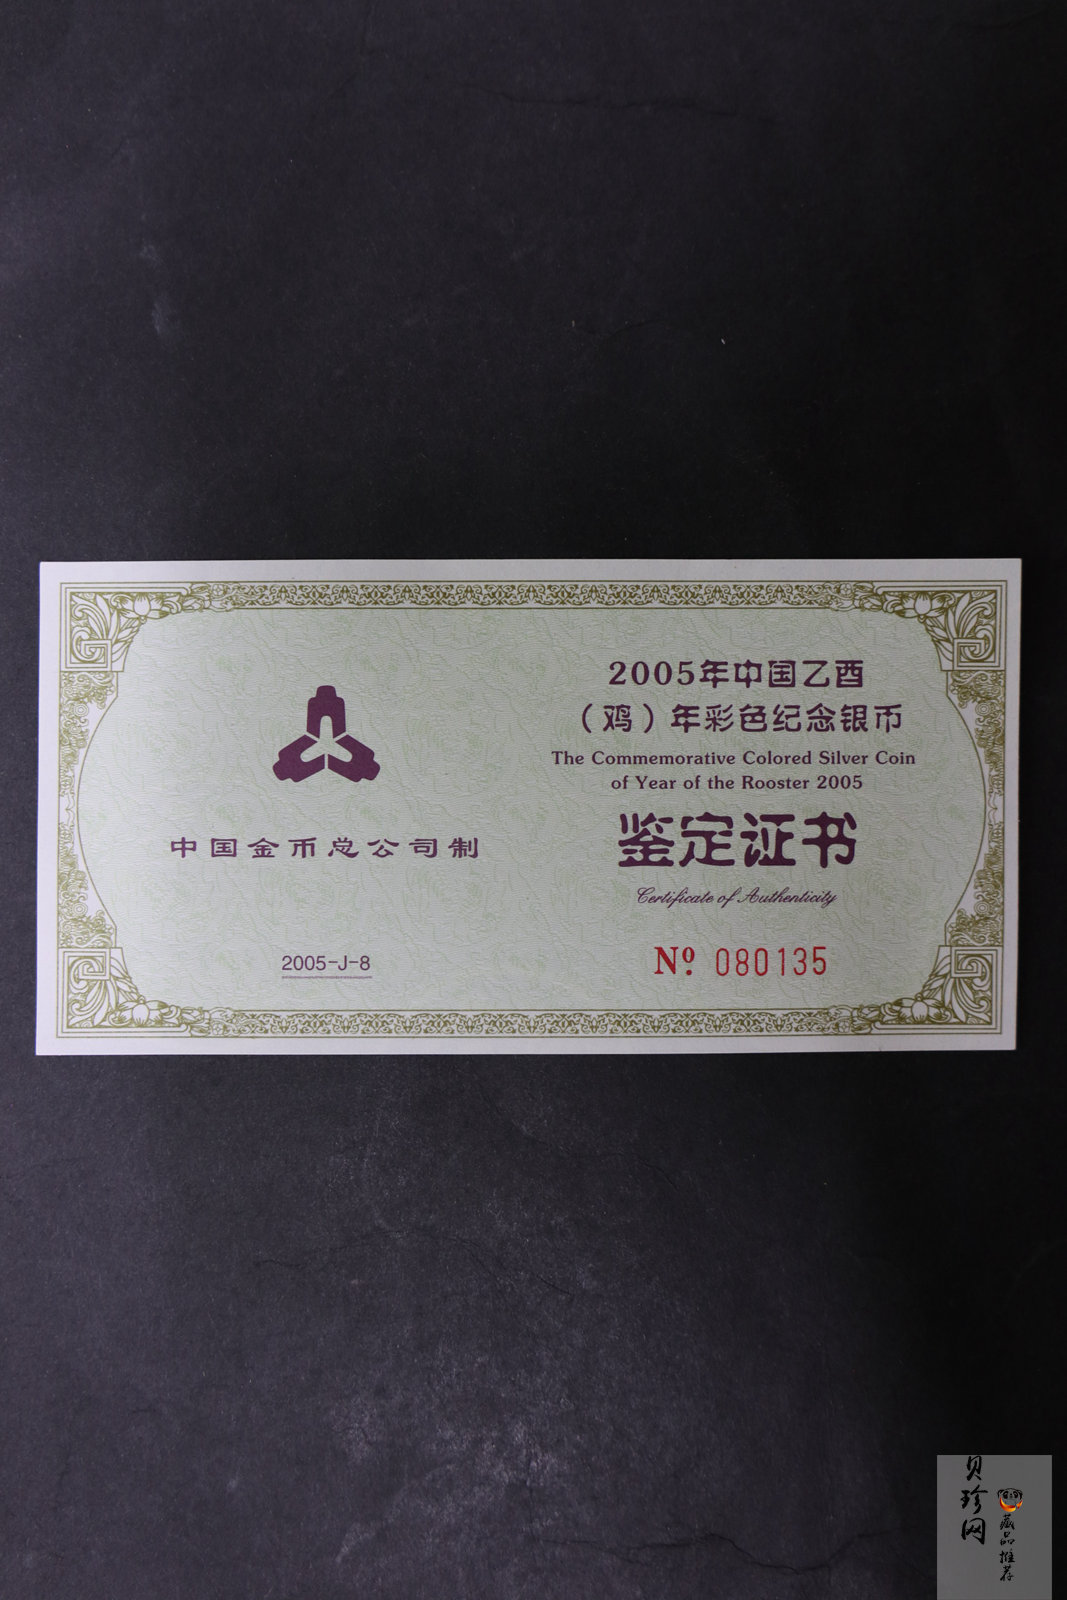 中国金币总公司制
2005-J-8
2005年中国乙酉
（鸡）年彩色纪念银币
The Commemorative Colored Silver Coin
of Year of the Rooster 2005
鉴定证书
Certificate of Authenticity
Nº 080135
贝珍网
藏品推荐